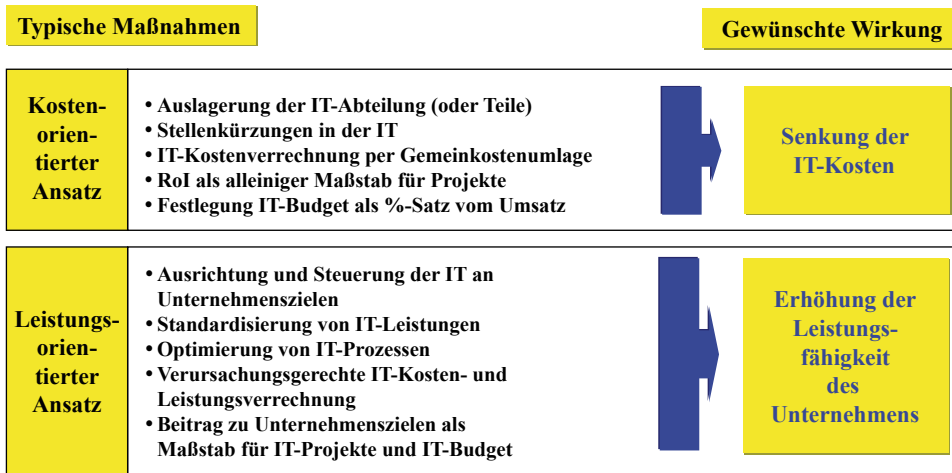 Typische Maßnahmen
Gewünschte Wirkung
Kosten-
orien-
tierter
Ansatz
• Auslagerung der IT-Abteilung (oder Teile)
• Stellenkürzungen in der IT
• IT-Kostenverrechnung per Gemeinkostenumlage
• RoI als alleiniger Maßstab für Projekte
• Festlegung IT-Budget als %-Satz vom Umsatz
Senkung der
IT-Kosten
Leistungs-
orien-
tierter
Ansatz
• Ausrichtung und Steuerung der IT an
Unternehmenszielen
• Standardisierung von IT-Leistungen
• Optimierung von IT-Prozessen
• Verursachungsgerechte IT-Kosten- und
Leistungsverrechnung
• Beitrag zu Unternehmenszielen als
Maßstab für IT-Projekte und IT-Budget
Erhöhung der
Leistungs-
fähigkeit
des
Unternehmens